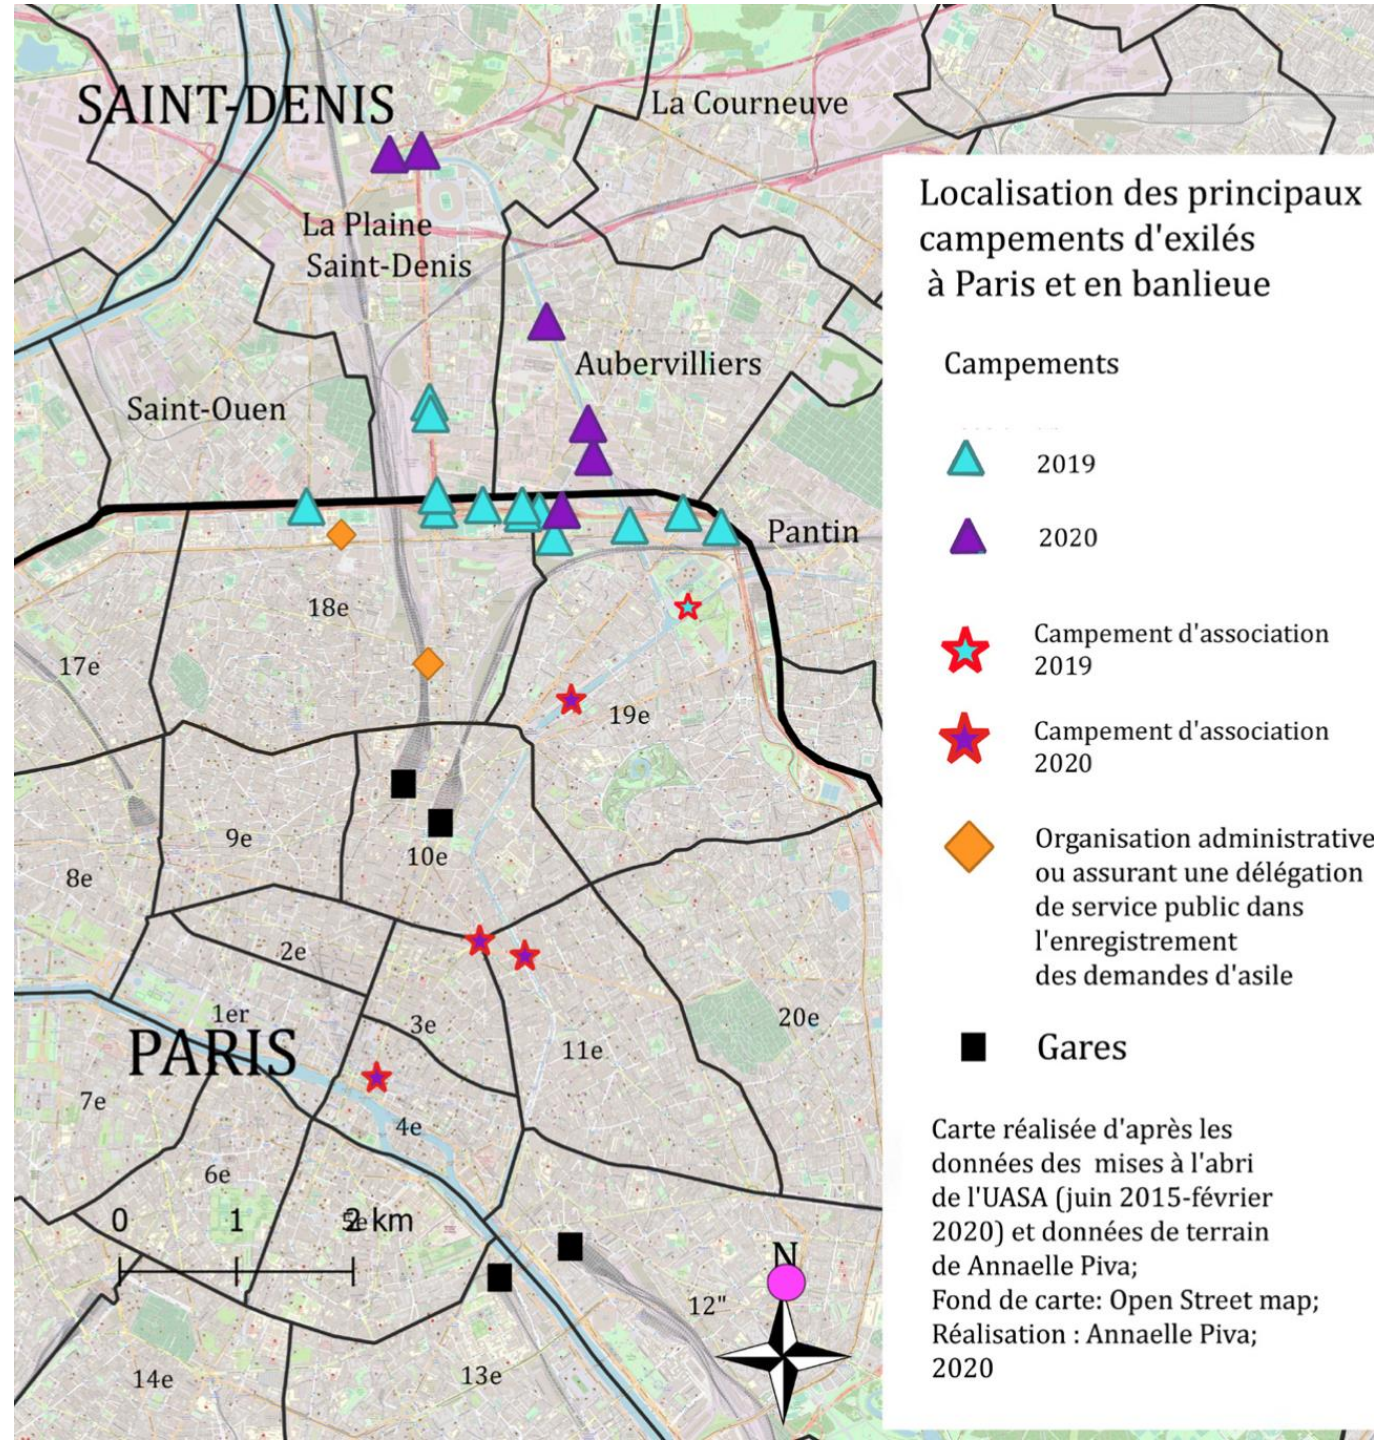 SAINT-DENIS
La Courneuve
La Plaine
Saint-Denis
Aubervilliers
Saint-Ouen
Pantin
18e
17e
19e
9e
10e
8e
2e
1er
3e
20e
PARIS
11e
7e
4e
6e
0 1 2 km
5e
N
12"
14e
13e
Localisation des principaux
campements d'exilés
à Paris et en banlieue
Campements
2019
2020
Campement d'association
2019
Campement d'association
2020
Organisation administrative
ou assurant une délégation
de service public dans
l'enregistrement
des demandes d'asile
Gares
Carte réalisée d'après les
données des mises à l'abri
de l'UASA (juin 2015-février
2020) et données de terrain
de Annaelle Piva;
Fond de carte: Open Street map;
Réalisation : Annaelle Piva;
2020